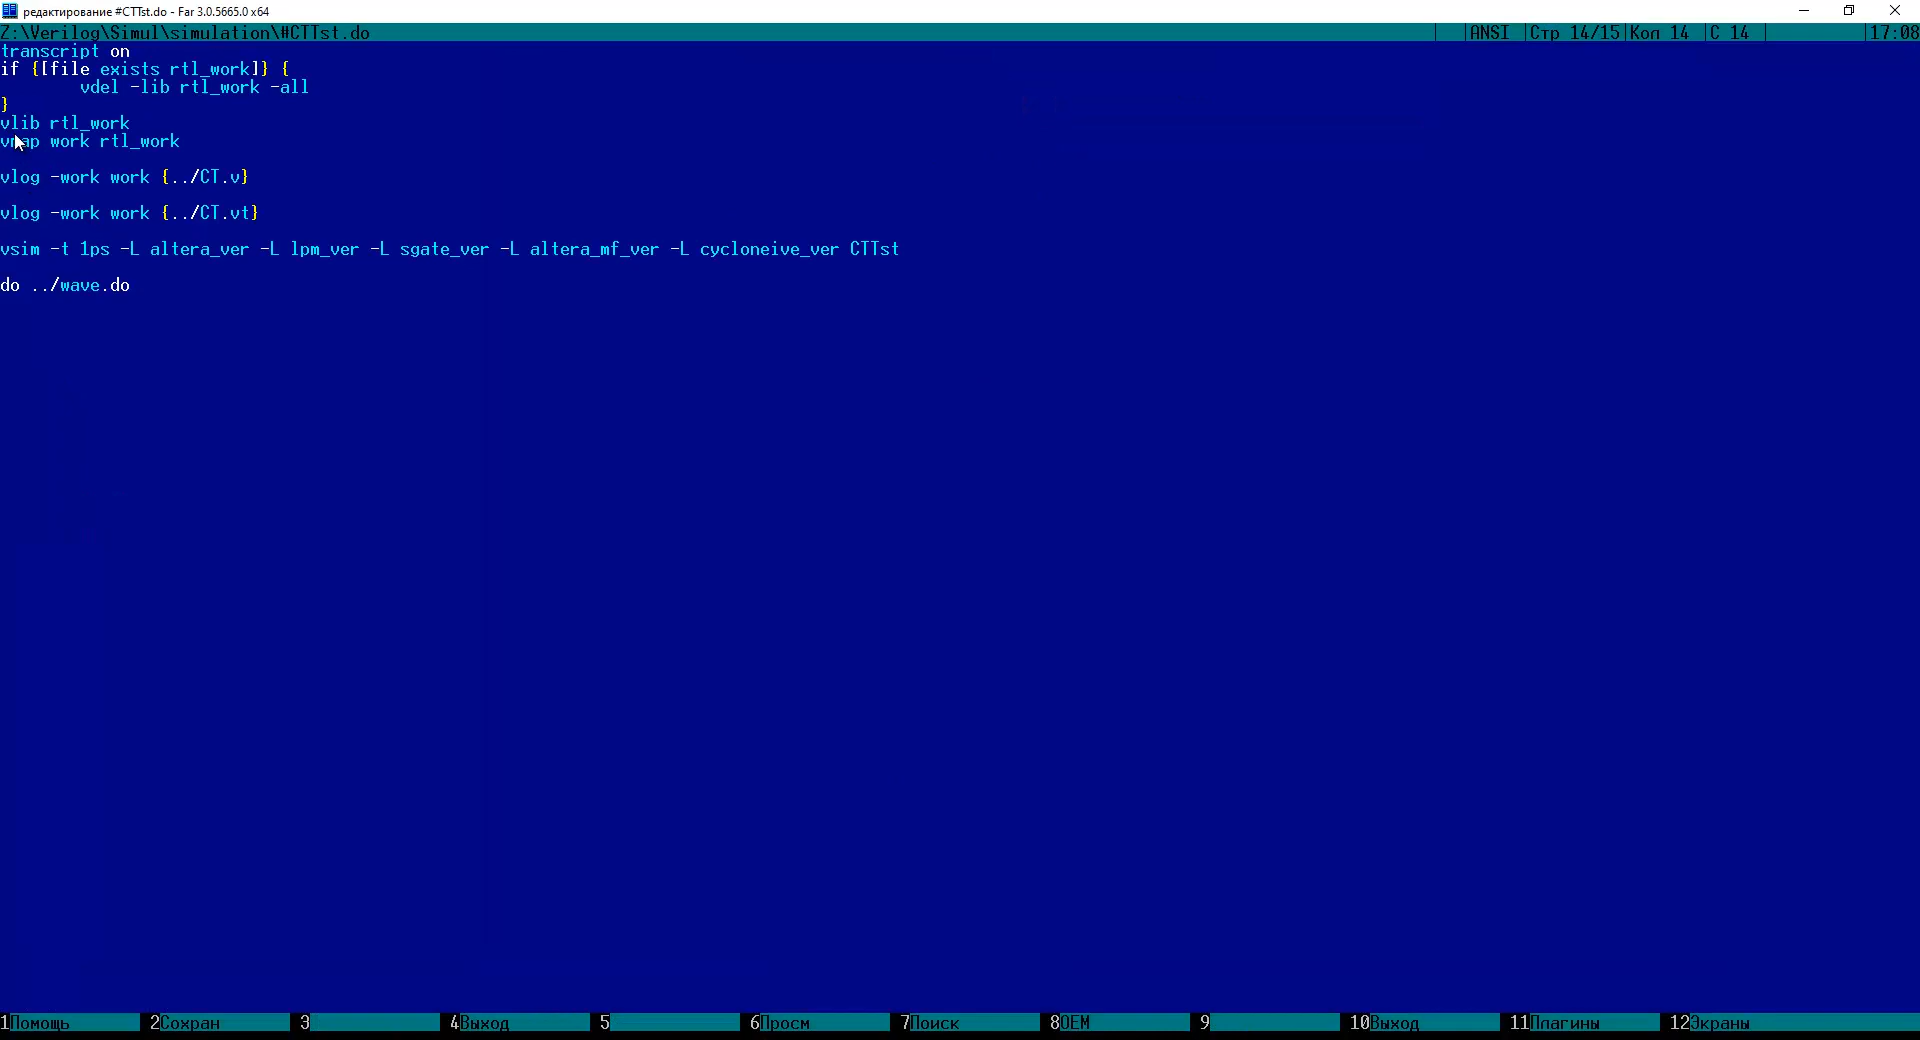 редактирование #CTTst.do - Far 3.0.5665.0 x64
Z:\Verilog\Simul\simulation\#CTTst.do ANSI Стр 14/15 Кол 14 С 14 17:08
transcript on
if {[file exists rtl_work]} {
vdel -lib rtl_work -all
}
vlib rtl_work
vmap work rtl_work
vlog -work work {../CT.v}
vlog -work work {../CT.vt}
vsim -t 1ps -L altera_ver -L lpm_ver -L sgate_ver -L altera_mf_ver -L cycloneive_ver CTTst
do ../wave.do
1Помощь 2Сохран 3 4Выход 5 6Просм 7Поиск 8OEM 9 10Выход 11Плагины 12Экраны